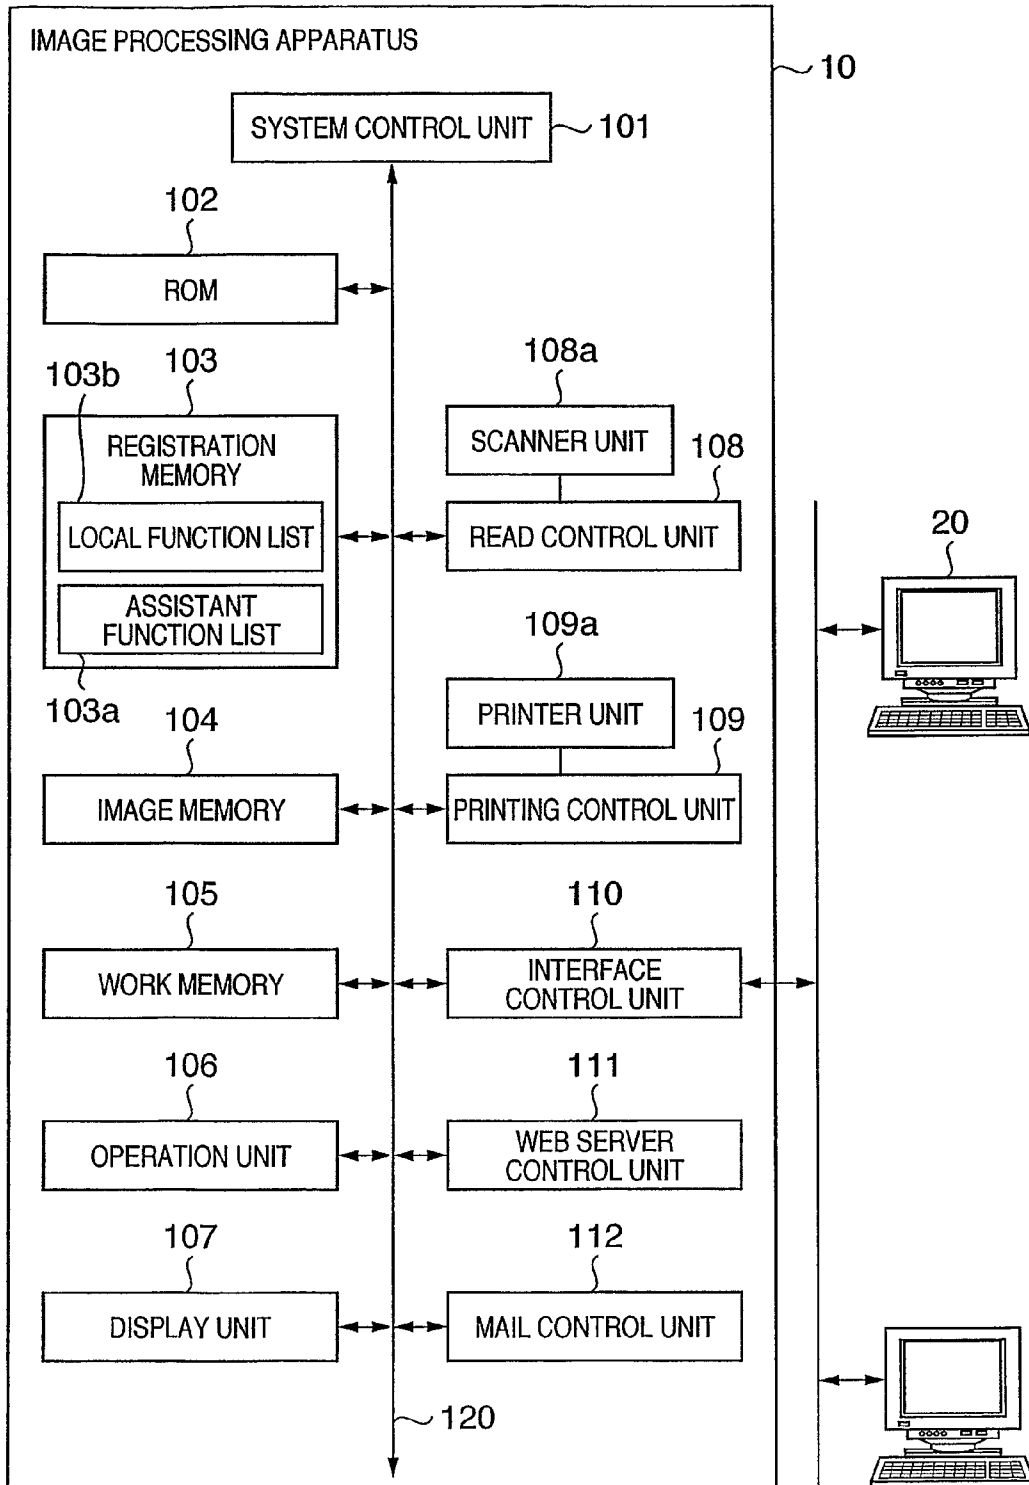 IMAGE PROCESSING APPARATUS
10
SYSTEM CONTROL UNIT
101
102
ROM
103b
103
REGISTRATION
MEMORY
LOCAL FUNCTION LIST
ASSISTANT
FUNCTION LIST
103a
108a
SCANNER UNIT
108
READ CONTROL UNIT
20
109a
PRINTER UNIT
109
PRINTING CONTROL UNIT
104
IMAGE MEMORY
105
WORK MEMORY
110
INTERFACE
CONTROL UNIT
106
OPERATION UNIT
111
WEB SERVER
CONTROL UNIT
107
DISPLAY UNIT
112
MAIL CONTROL UNIT
120